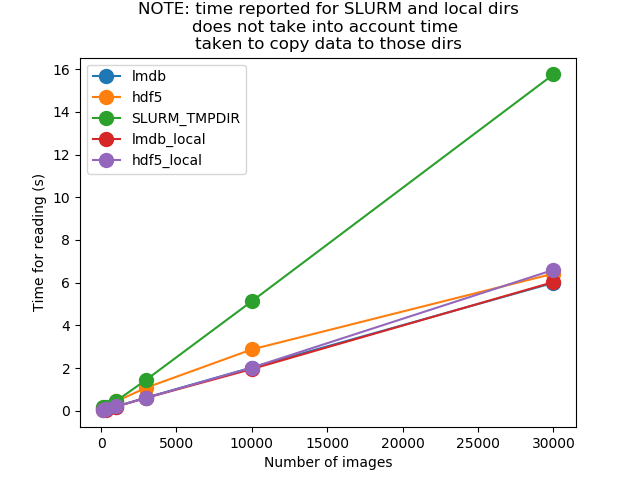 NOTE: time reported for SLURM and local dirs
does not take into account time
taken to copy data to those dirs
lmdb
hdf5
SLURM_TMPDIR
lmdb_local
hdf5_local
16
14
12
10
8
6
4
2
0
Time for reading (s)
0 5000 10000 15000 20000 25000 30000
Number of images